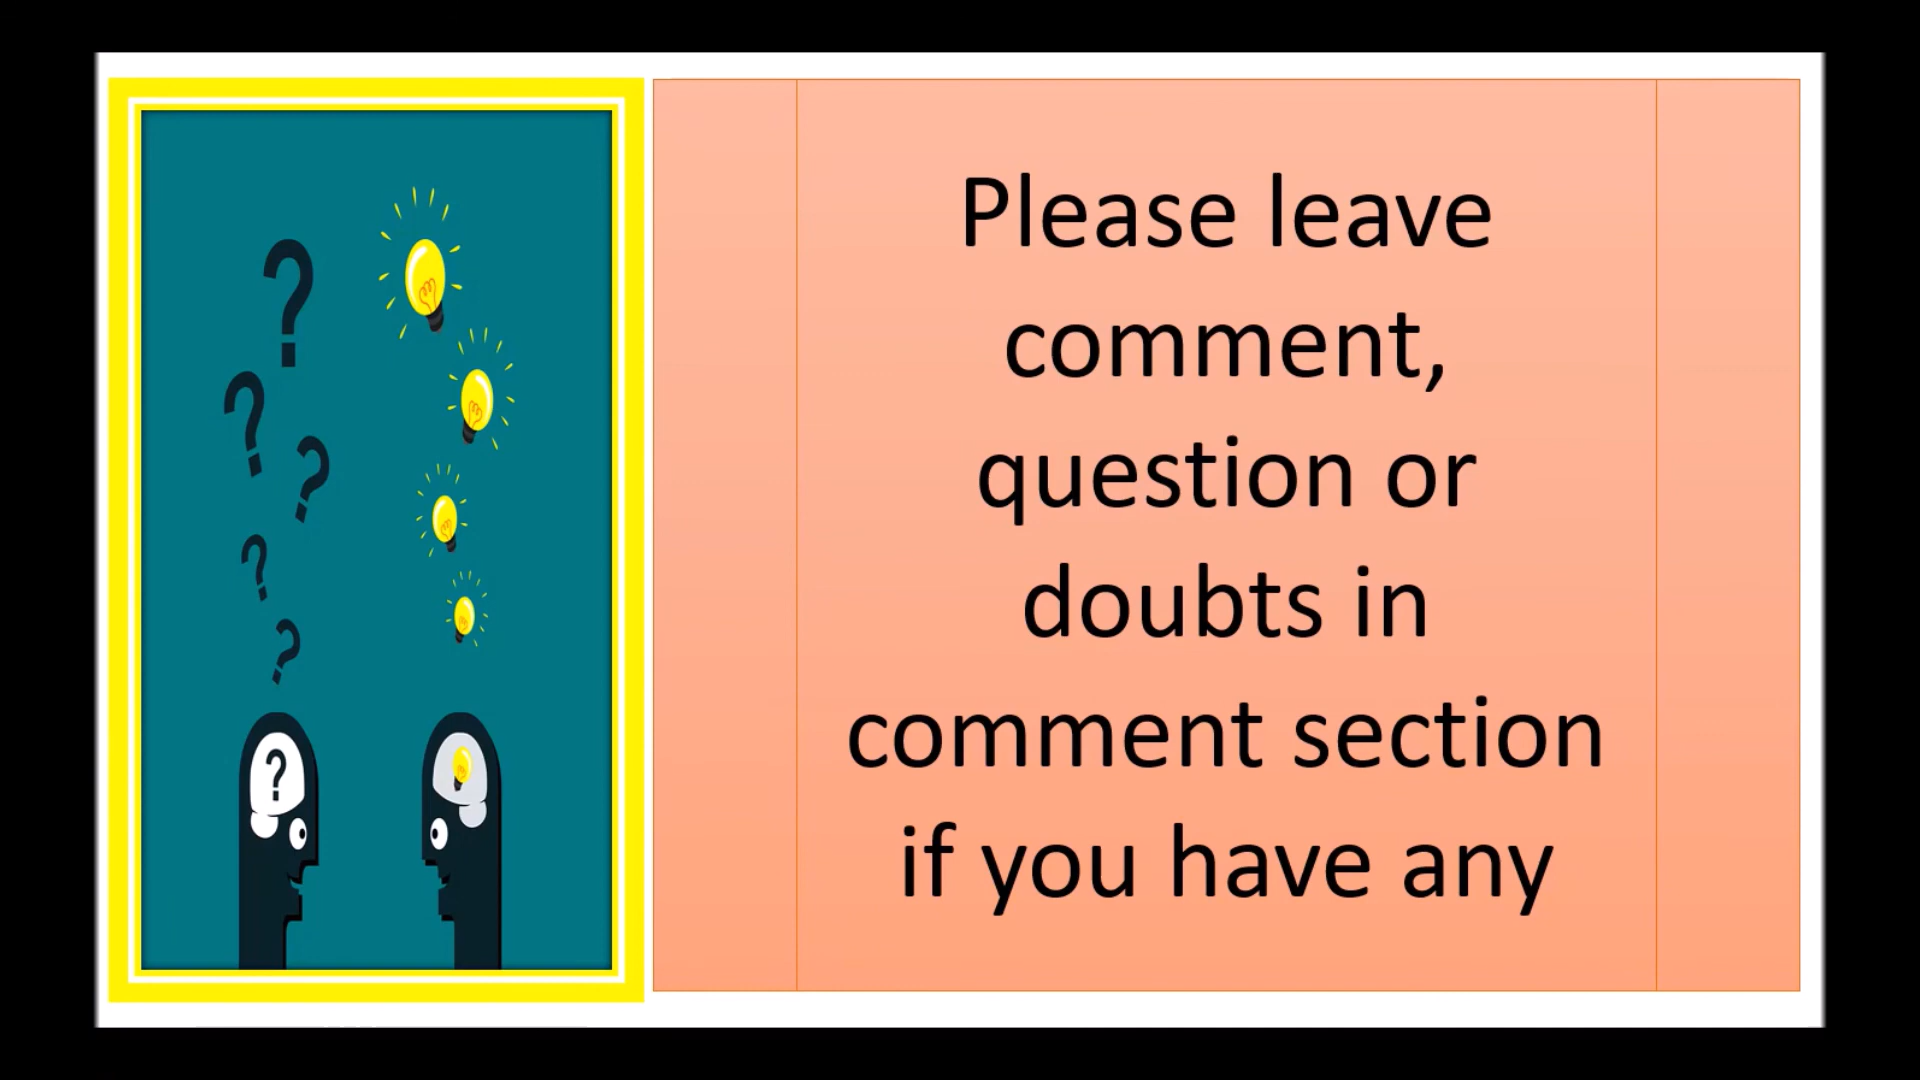 Please leave
comment,
question or
doubts in
comment section
if you have any